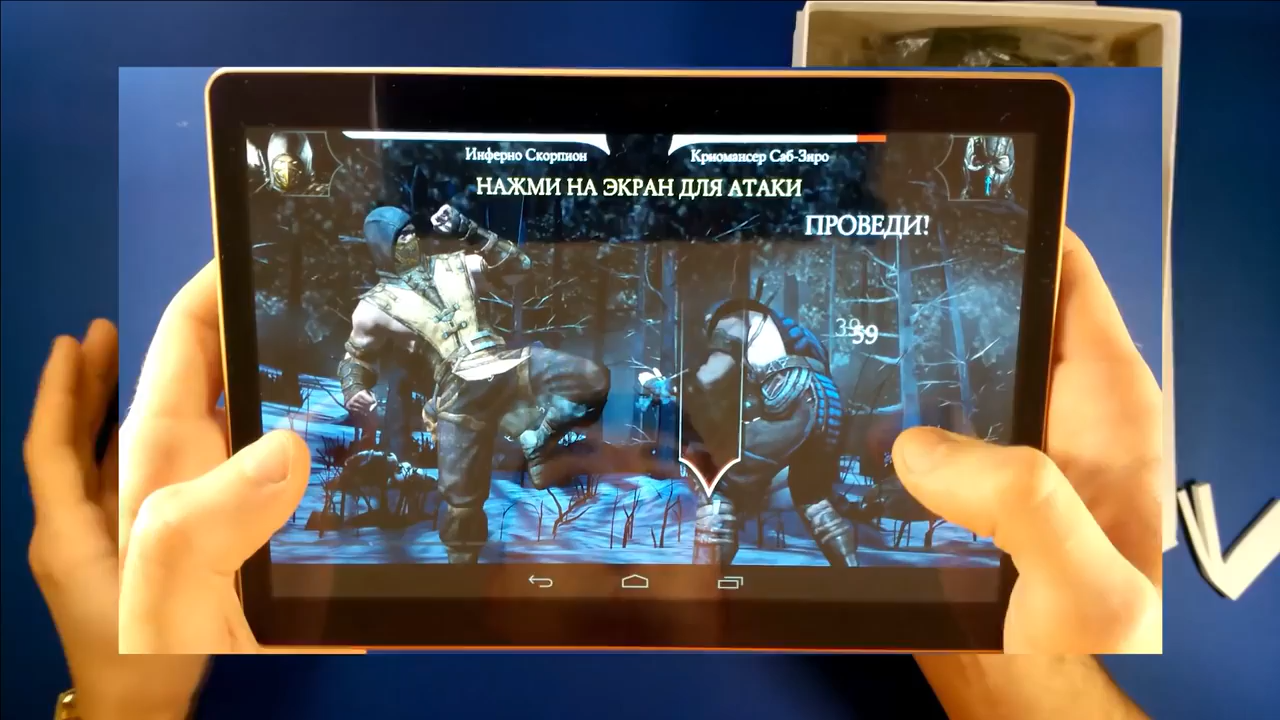 Инферно Скорпион
Криомансер Саб-Зиро
НАЖМИ НА ЭКРАН ДЛЯ АТАКИ
ПРОВЕДИ!
59